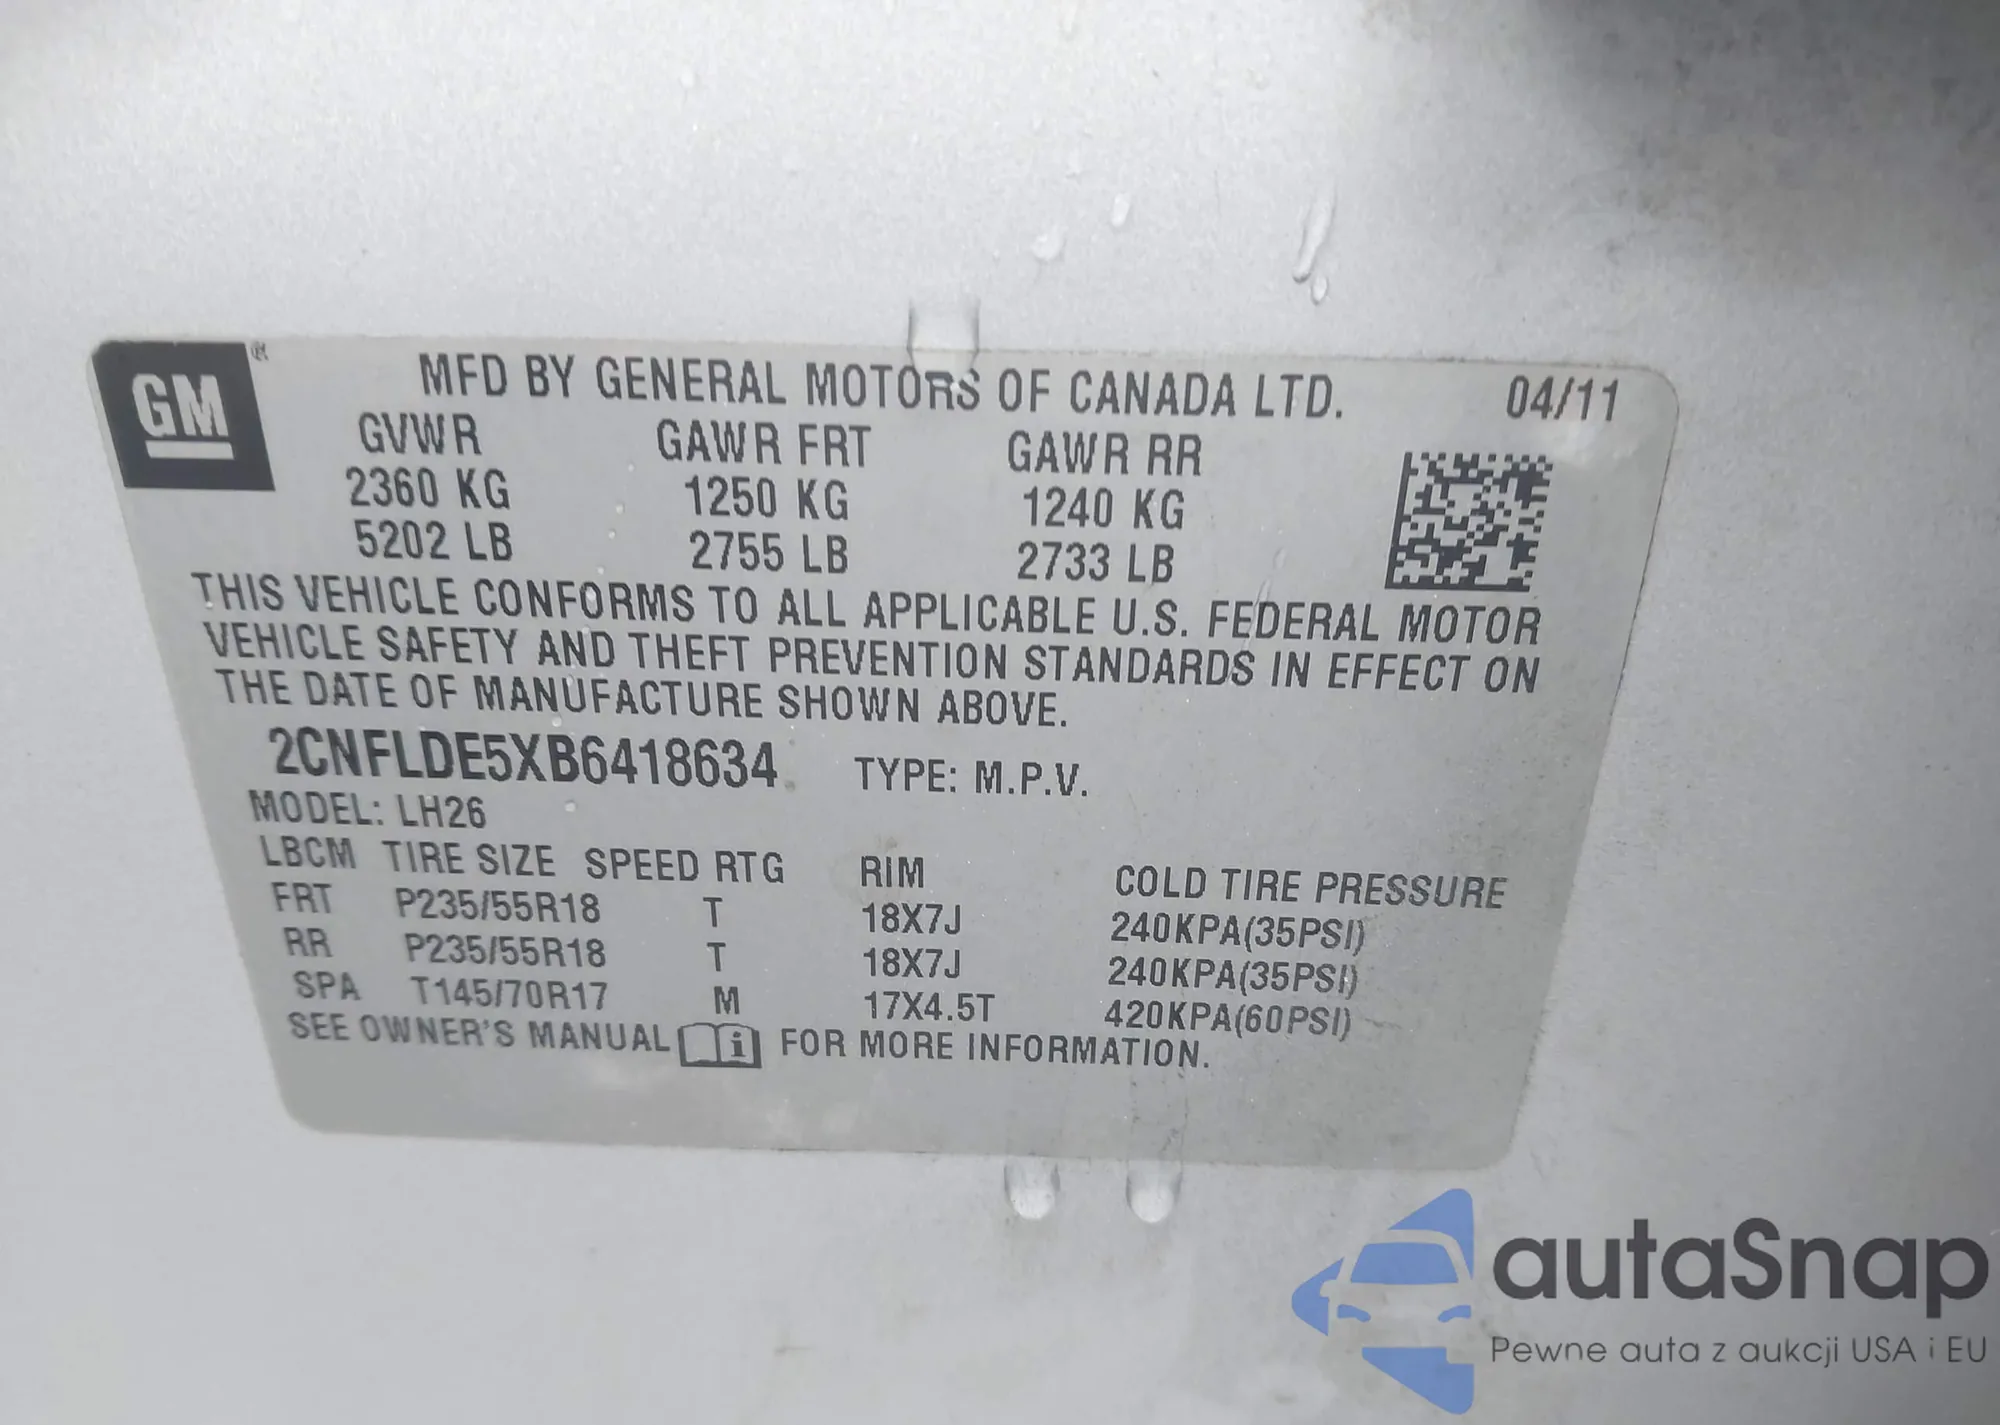 GM ®
MFD BY GENERAL MOTORS OF CANADA LTD. 04/11
GVWR GAWR FRT GAWR RR
2360 KG 1250 KG 1240 KG
5202 LB 2755 LB 2733 LB
THIS VEHICLE CONFORMS TO ALL APPLICABLE U.S. FEDERAL MOTOR
VEHICLE SAFETY AND THEFT PREVENTION STANDARDS IN EFFECT ON
THE DATE OF MANUFACTURE SHOWN ABOVE.
2CNFLDE5XB6418634 TYPE: M.P.V.
MODEL: LH26
LBCM TIRE SIZE SPEED RTG RIM COLD TIRE PRESSURE
FRT P235/55R18 T 18X7J 240KPA(35PSI)
RR P235/55R18 T 18X7J 240KPA(35PSI)
SPA T145/70R17 M 17X4.5T 420KPA(60PSI)
SEE OWNER'S MANUAL i FOR MORE INFORMATION.
autaSnap
Pewne auta z aukcji USA i EU